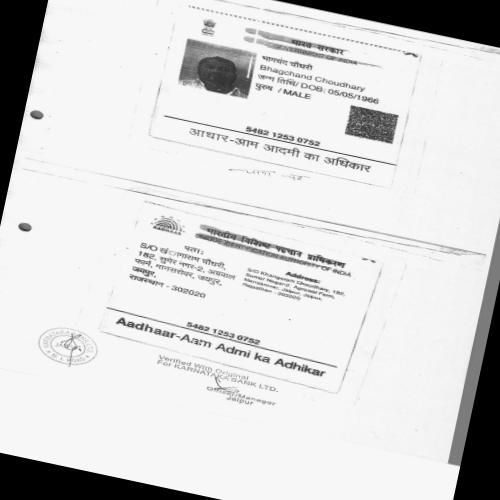 भारत सरकार
GOVERNMENT OF INDIA
भागचंद चौधरी
Bhagchand Choudhary
जन्म तिथि/ DOB: 05/05/1966
पुरुष / MALE
5482 1253 0752
आधार-आम आदमी का अधिकार
भारतीय विशिष्ट पहचान प्राधिकरण
UNIQUE IDENTIFICATION AUTHORITY OF INDIA
AADHAAR
पता:
S/O खंगाराम चौधरी,
182, सुमेर नगर-2, अग्रवाल
फार्म, मानसरोवर, जयपुर,
जयपुर,
राजस्थान - 302020
Address:
S/O Khangaram Choudhary, 182,
Sumer Nagar-2, Agrawal Farm,
Mansarovar, Jaipur, Jaipur,
Rajasthan - 302020
5482 1253 0752
Aadhaar-Aam Admi ka Adhikar
Verified With Original
For KARNATAKA BANK LTD.
Officer/Manager
Jaipur